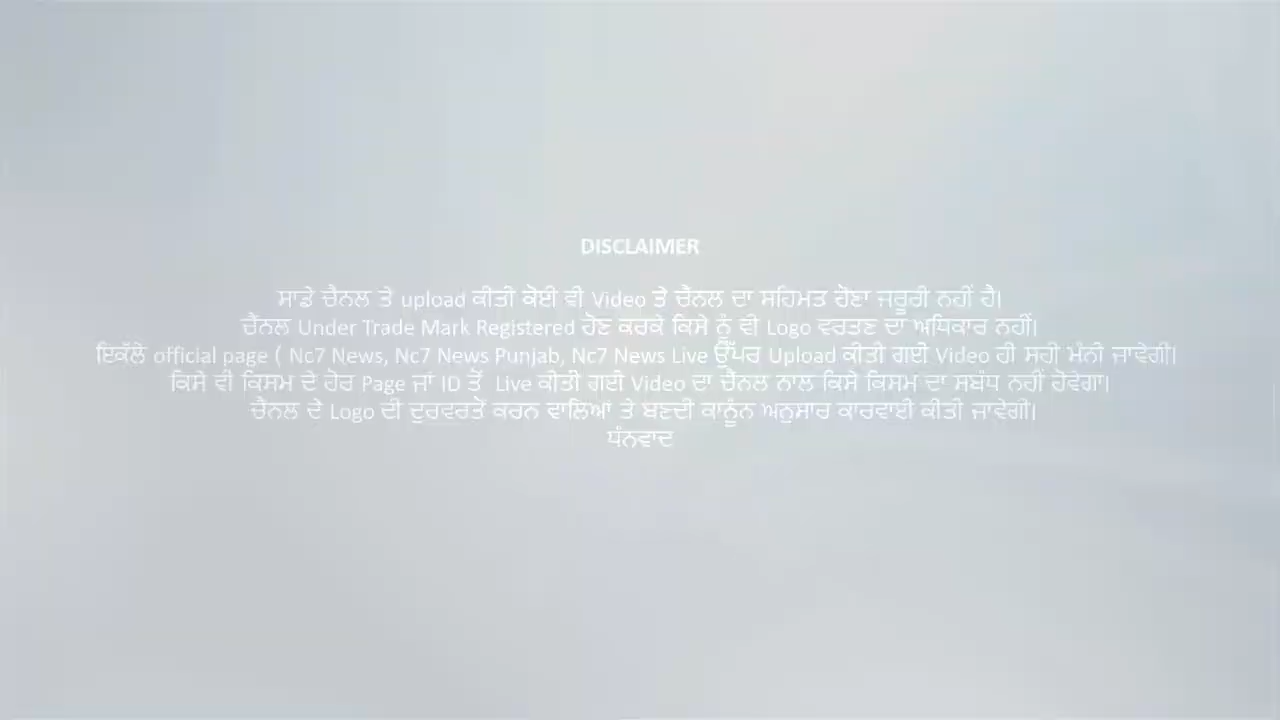 DISCLAIMER
ਸਾਡੇ ਚੈਨਲ ਤੇ upload ਕੀਤੀ ਕੋਈ ਵੀ Video ਤੇ ਚੈਨਲ ਦਾ ਸਹਿਮਤ ਹੋਣਾ ਜਰੂਰੀ ਨਹੀਂ ਹੈ।
ਚੈਨਲ Under Trade Mark Registered ਹੋਣ ਕਰਕੇ ਕਿਸੇ ਨੂੰ ਵੀ Logo ਵਰਤਣ ਦਾ ਅਧਿਕਾਰ ਨਹੀਂ।
ਇਕੱਲੇ official page ( Nc7 News, Nc7 News Punjab, Nc7 News Live ਉੱਪਰ Upload ਕੀਤੀ ਗਈ Video ਹੀ ਸਹੀ ਮੰਨੀ ਜਾਵੇਗੀ।
ਕਿਸੇ ਵੀ ਕਿਸਮ ਦੇ ਹੋਰ Page ਜਾਂ ID ਤੋਂ Live ਕੀਤੀ ਗਈ Video ਦਾ ਚੈਨਲ ਨਾਲ ਕਿਸੇ ਕਿਸਮ ਦਾ ਸਬੰਧ ਨਹੀਂ ਹੋਵੇਗਾ।
ਚੈਨਲ ਦੇ Logo ਦੀ ਦੁਰਵਰਤੋਂ ਕਰਨ ਵਾਲਿਆਂ ਤੇ ਬਣਦੀ ਕਾਨੂੰਨ ਅਨੁਸਾਰ ਕਾਰਵਾਈ ਕੀਤੀ ਜਾਵੇਗੀ।
ਧੰਨਵਾਦ